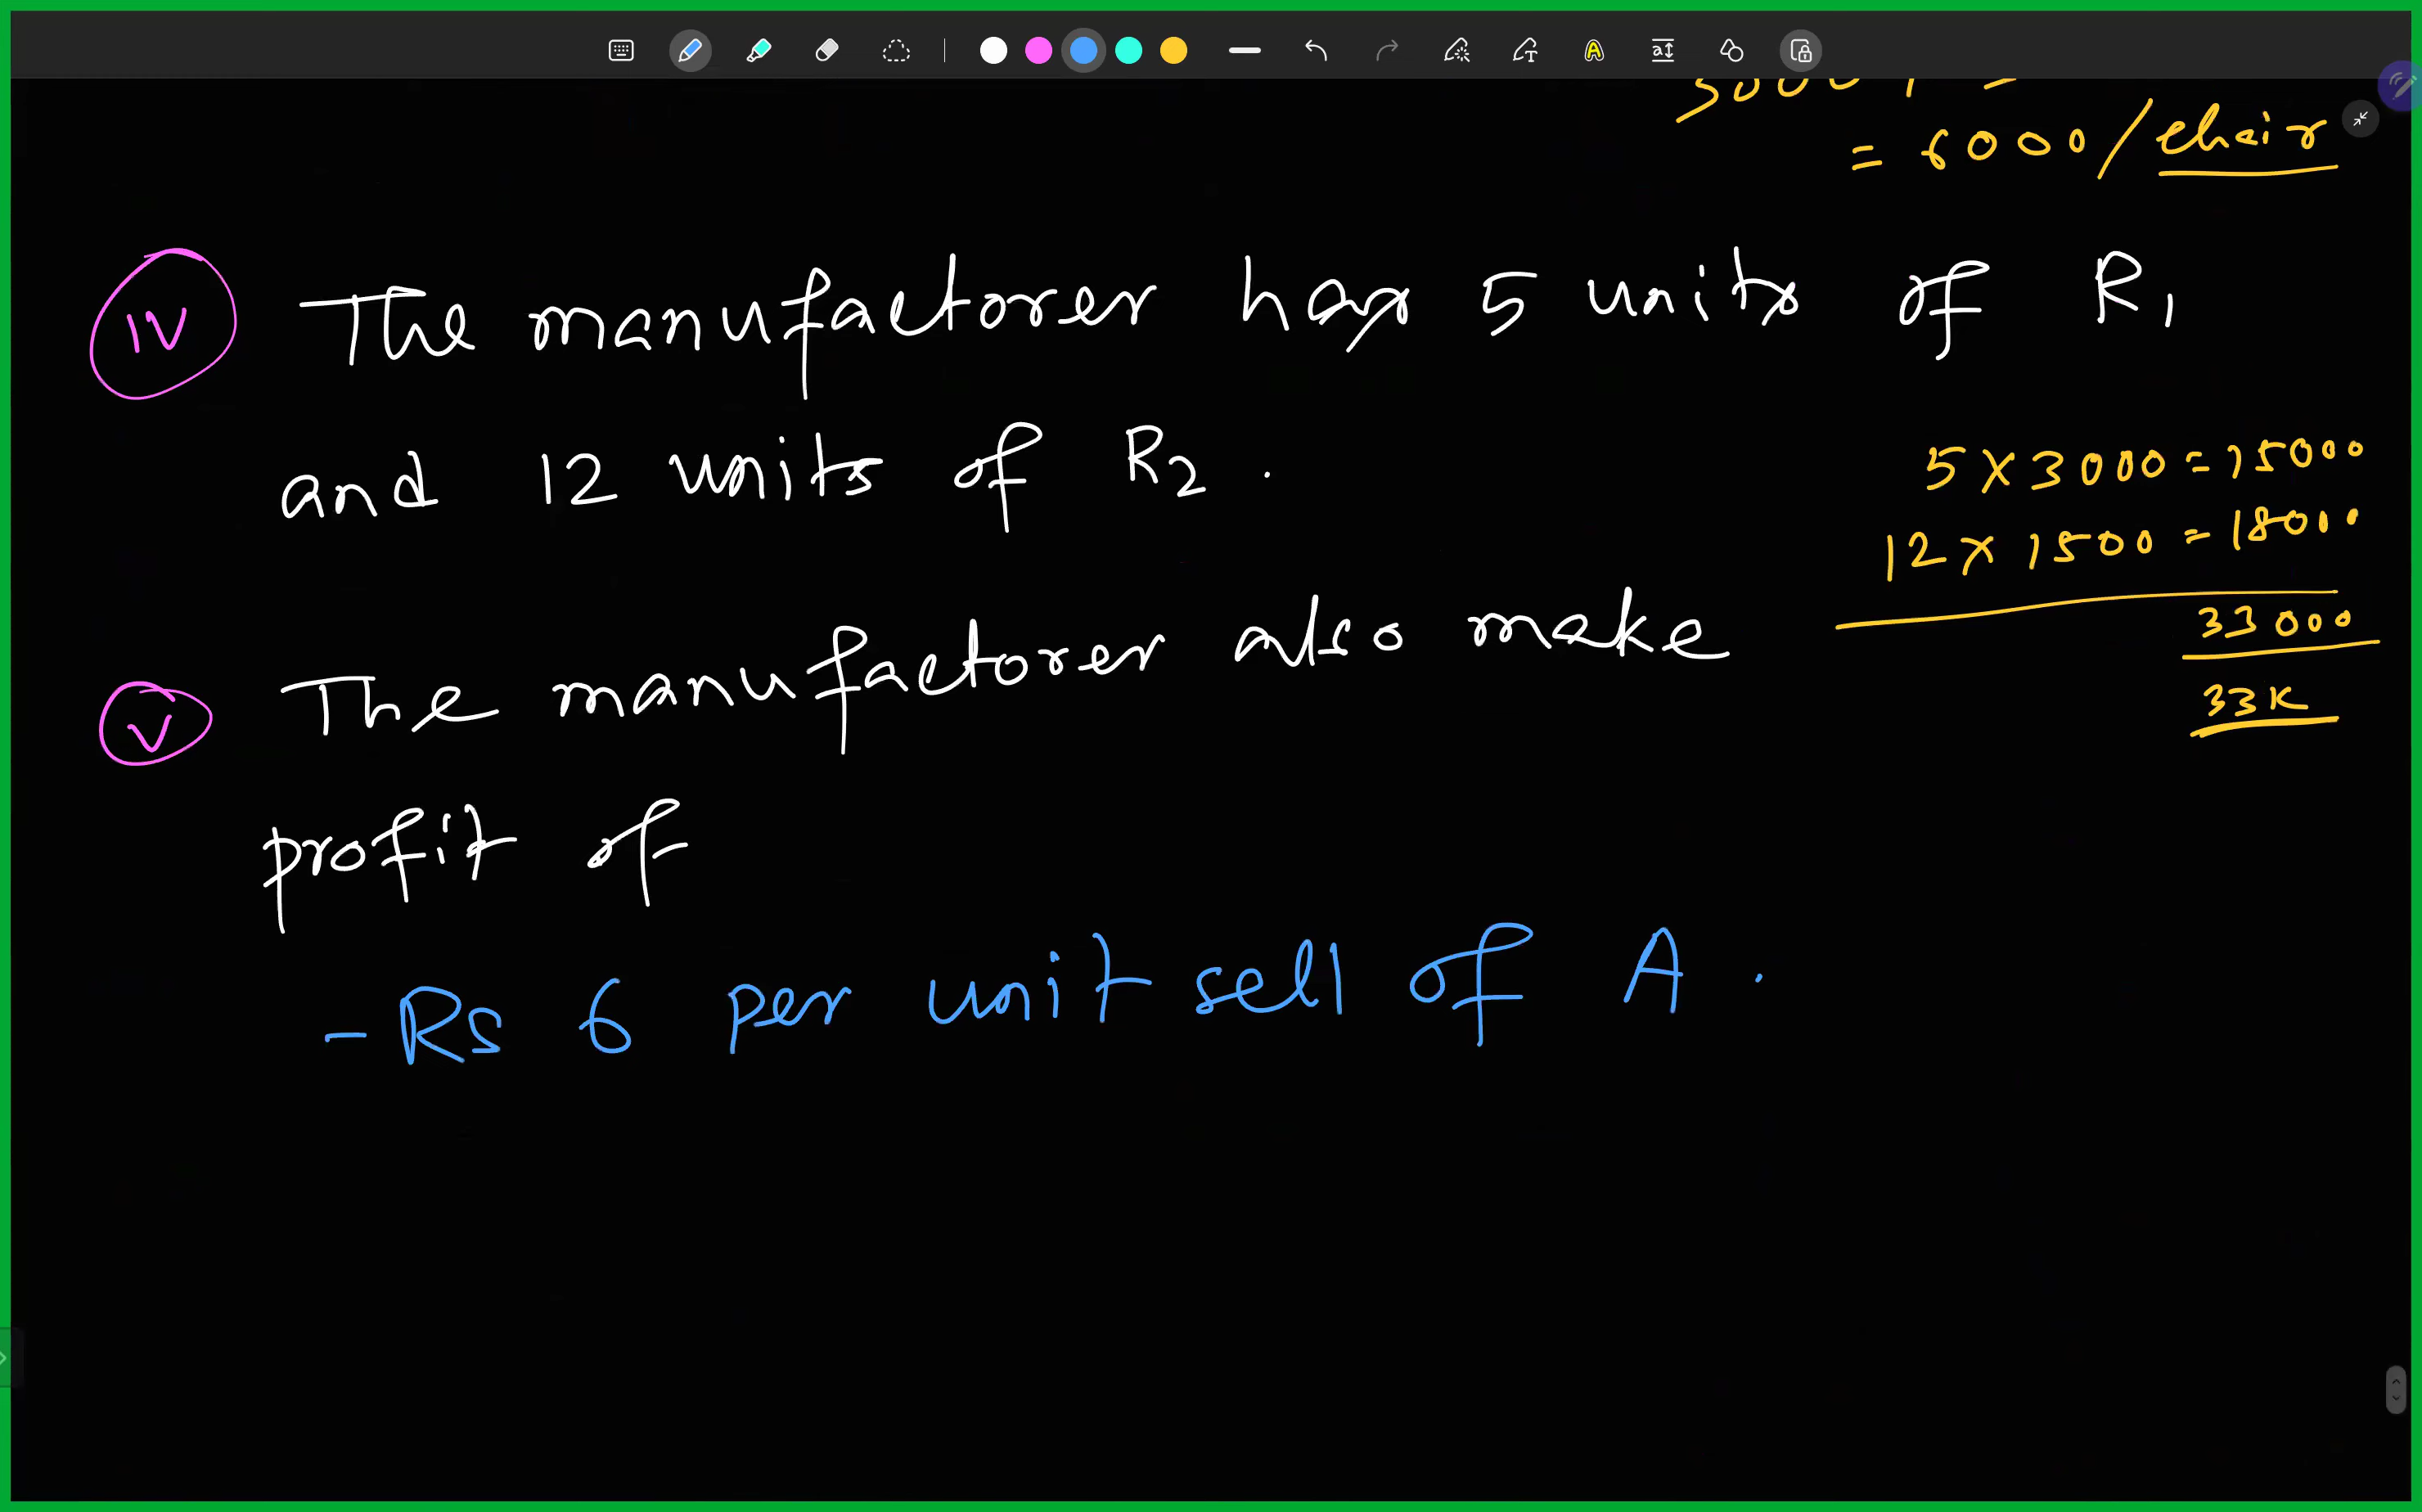 = 6000/chair
IV The manufactorer has 5 units of R1
and 12 units of R2.
5 x 3000 = 15000
12 x 1500 = 18000
33000
33K
V The manufactorer also make
profit of
- Rs 6 per unit sell of A.